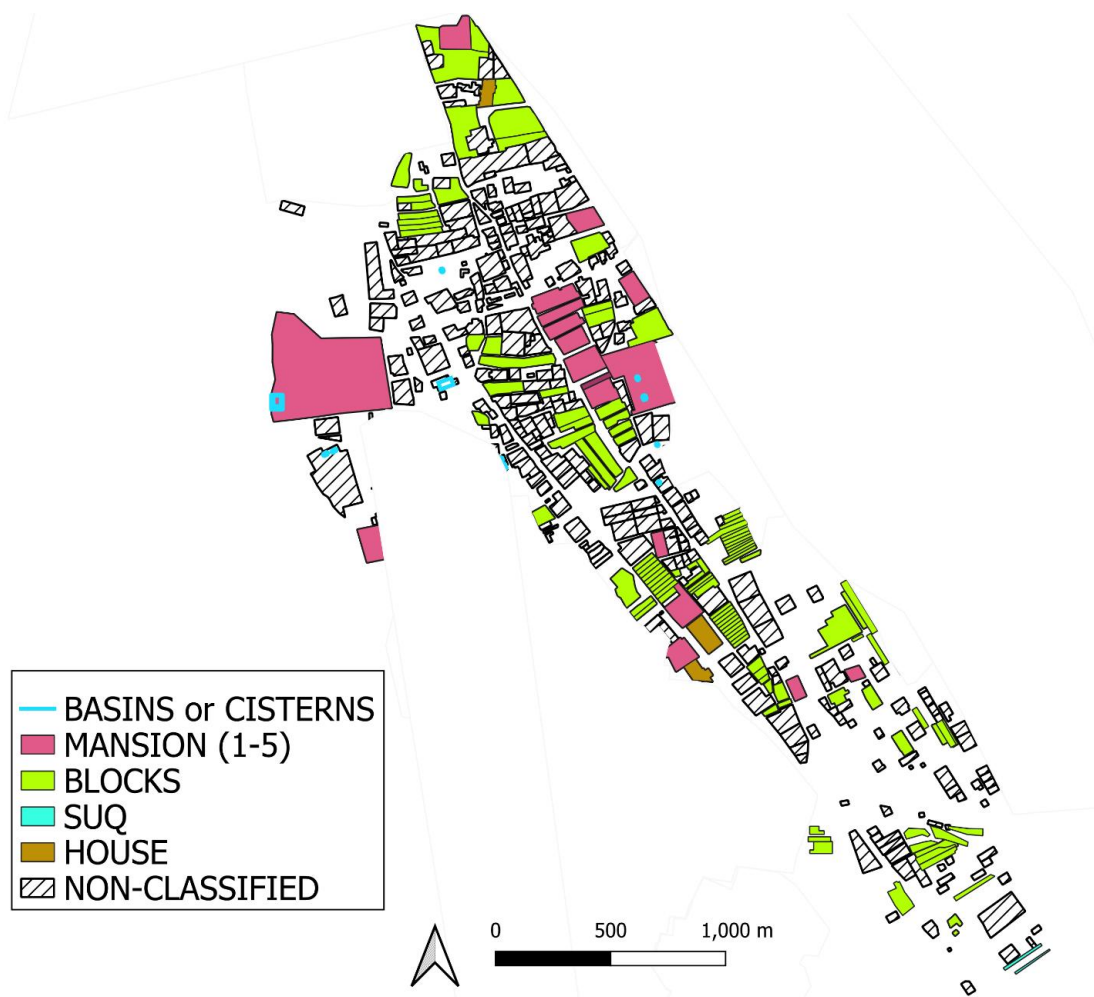 BASINS or CISTERNS
MANSION (1-5)
BLOCKS
SUQ
HOUSE
NON-CLASSIFIED
0 500 1,000 m